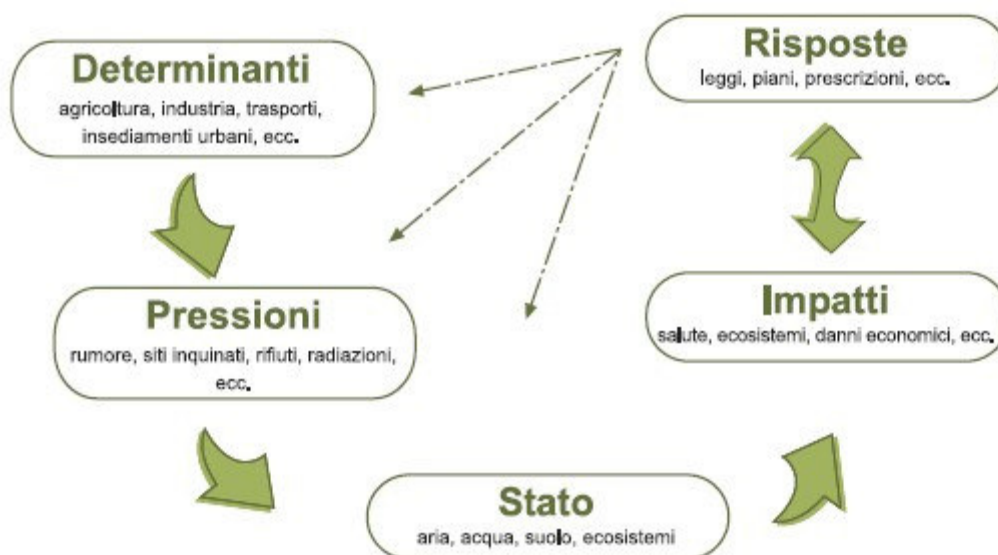 Determinanti
agricoltura, industria, trasporti,
insediamenti urbani, ecc.
Risposte
leggi, piani, prescrizioni, ecc.
Pressioni
rumore, siti inquinati, rifiuti, radiazioni,
ecc.
Impatti
salute, ecosistemi, danni economici, ecc.
Stato
aria, acqua, suolo, ecosistemi